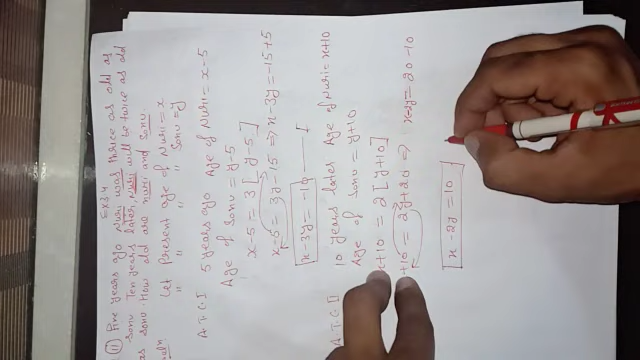 Ex 3.4
(ii) Five years ago Nuri was thrice as old as
sonu Ten years later, Nuri will be twice as old
as sonu How old are nuri and sonu.
Let Present age of Nuri = x
" " " Sonu = y
A.T.C.I 5 years ago Age of Nuri = x-5
Age of Sonu = y-5
x-5 = 3[y-5]
x-5 = 3y-15 ⇒ x-3y = -15+5
x-3y = -10 — I
A.T.C.II 10 years later Age of Nuri = x+10
Age of sonu = y+10
x+10 = 2[y+10]
+10 = 2y+20 ⇒ x-2y = 20-10
x-2y = 10